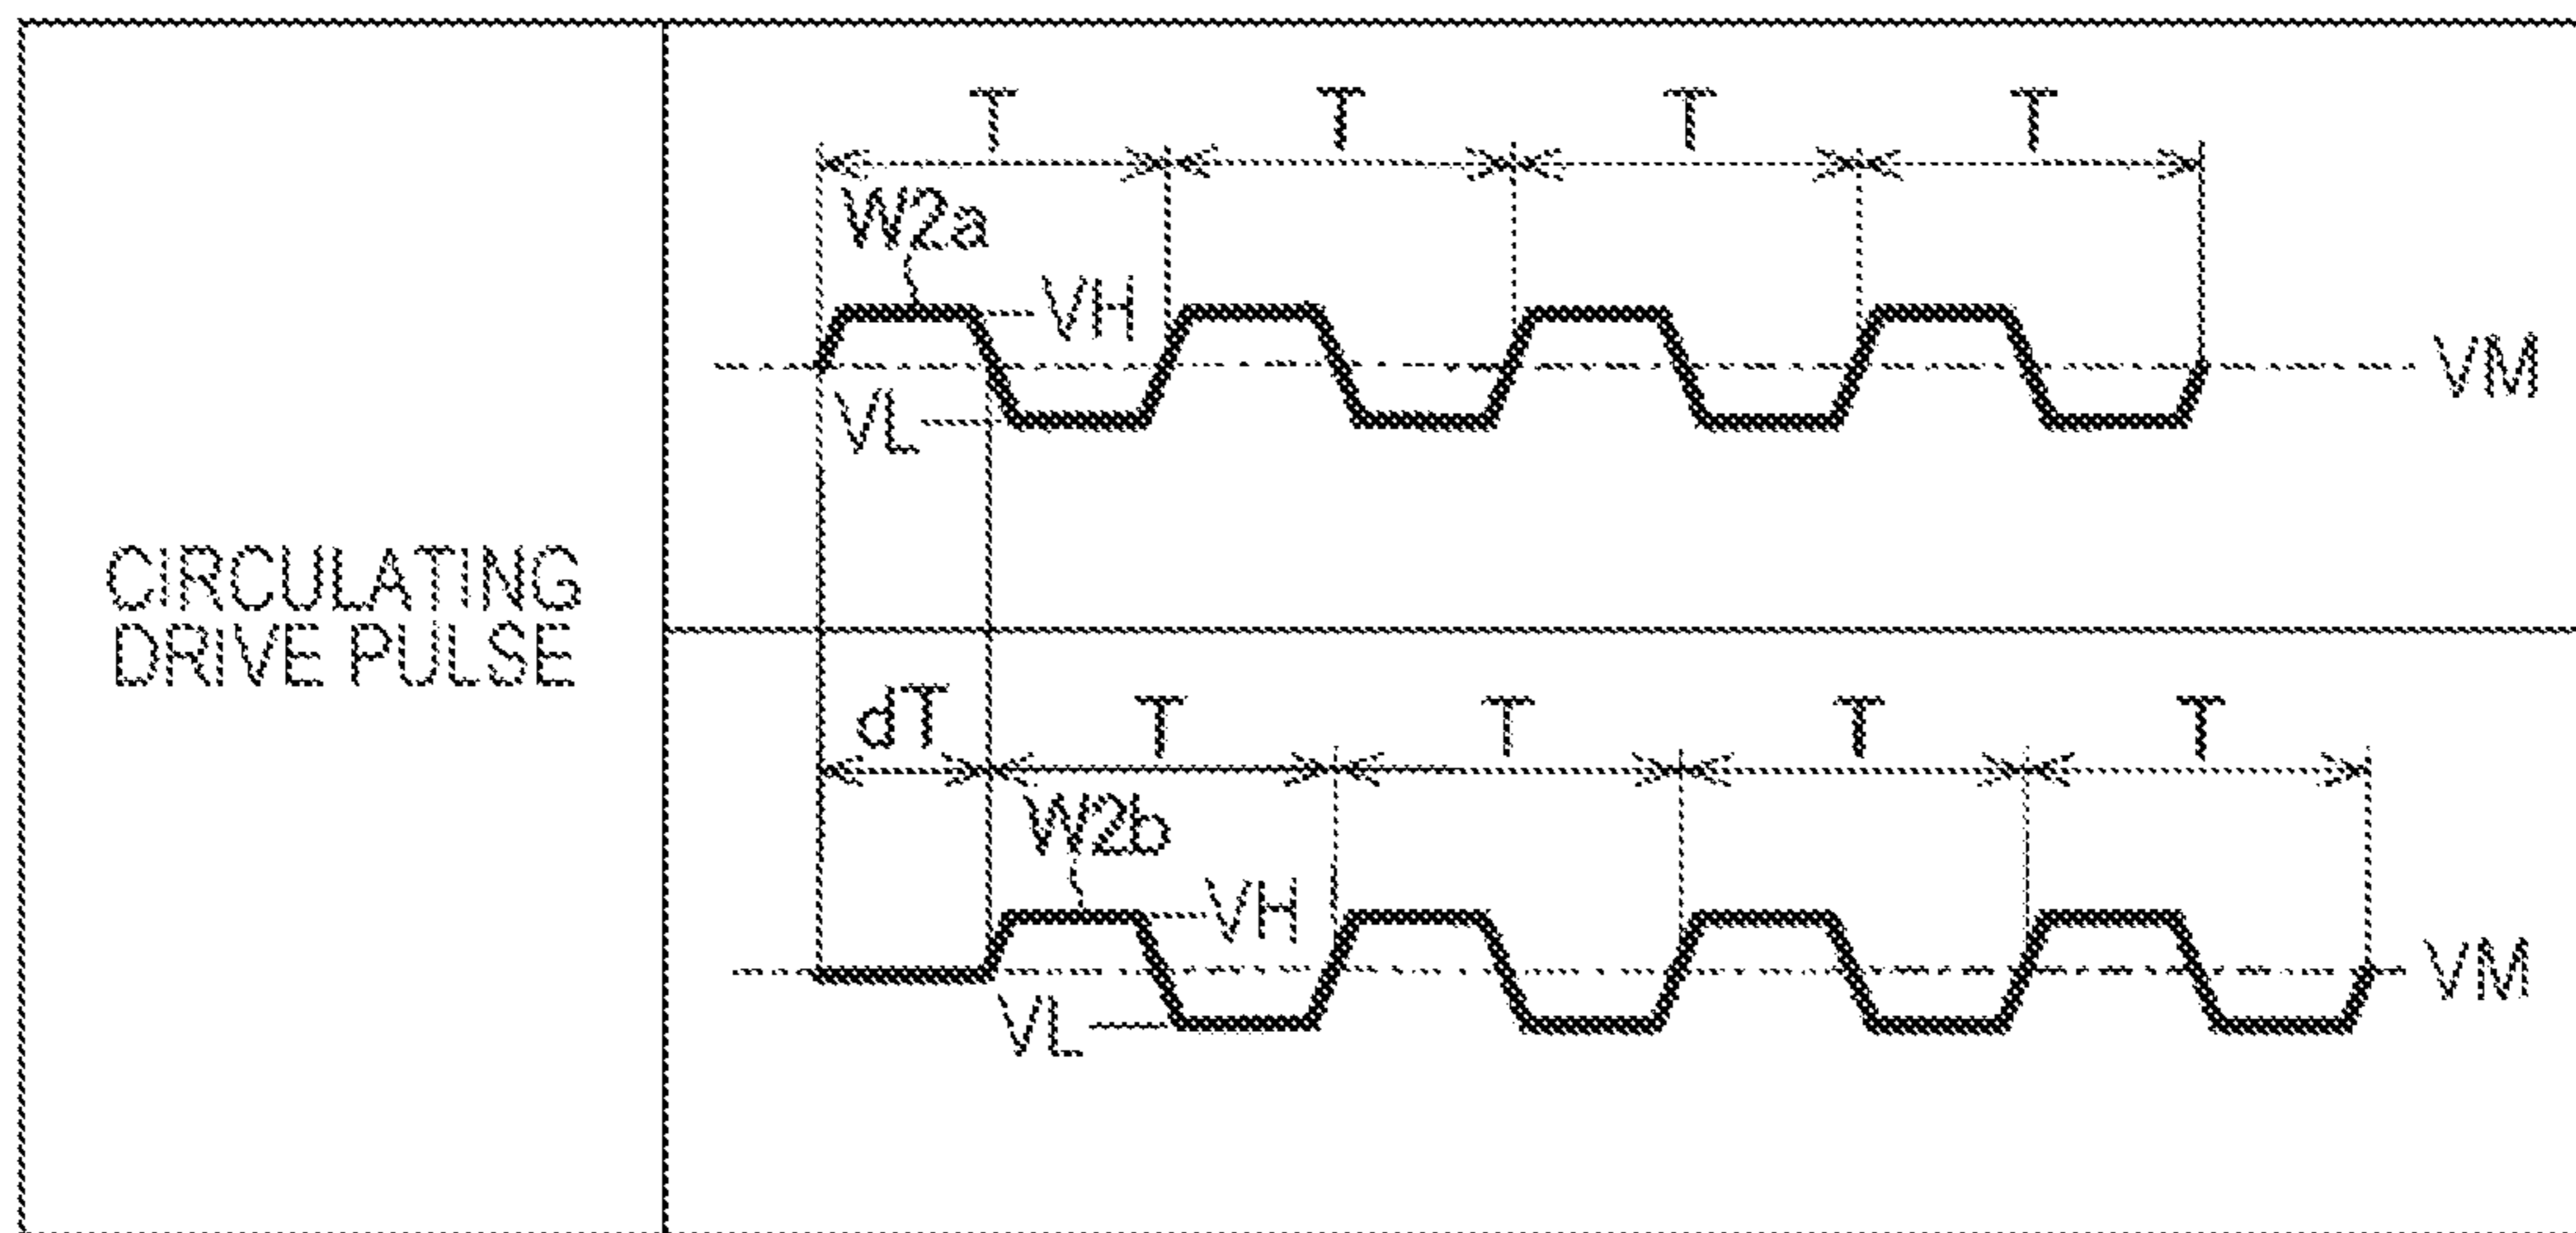 CIRCULATING
DRIVE PULSE
T T T T
W2a
VH
VM
VL
dT T T T T
W2b
VH
VM
VL